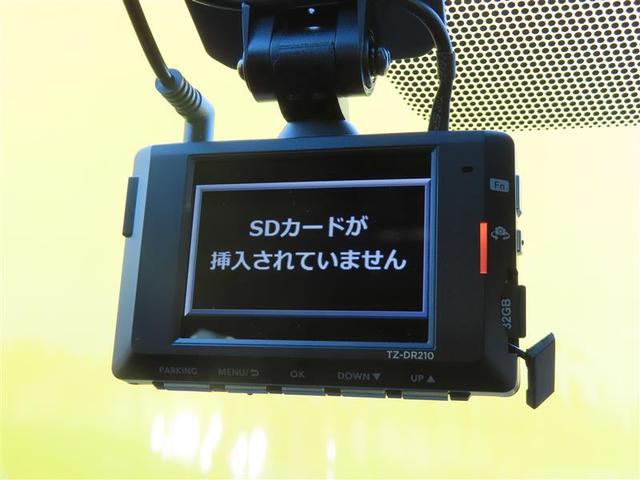 Fn
SDカードが
挿入されていません
32GB
TZ-DR210
PARKING
MENU/
OK
DOWN ▼
UP ▲